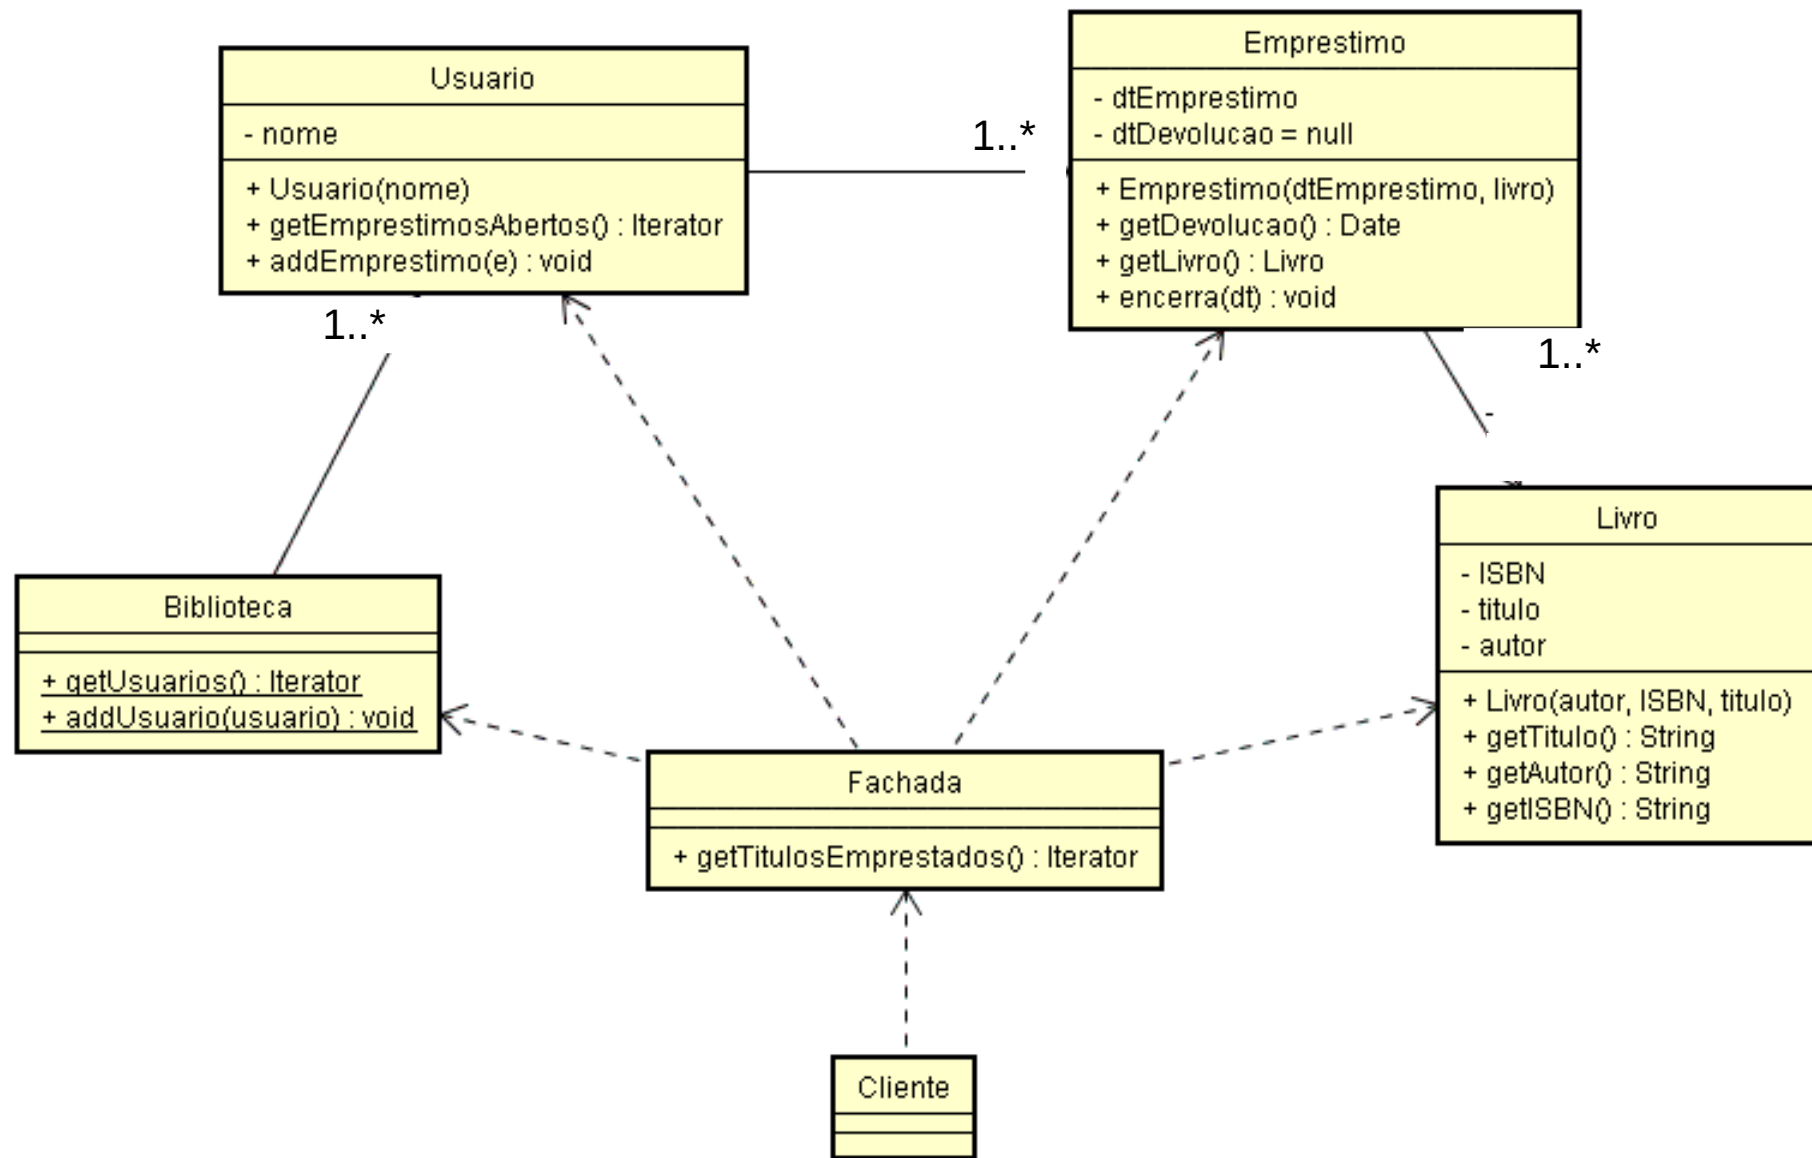 Usuario
- nome
+ Usuario(nome)
+ getEmprestimosAbertos() : Iterator
+ addEmprestimo(e) : void
1..*
Emprestimo
- dtEmprestimo
- dtDevolucao = null
+ Emprestimo(dtEmprestimo, livro)
+ getDevolucao() : Date
+ getLivro() : Livro
+ encerra(dt) : void
1..*
1..*
Livro
- ISBN
- titulo
- autor
+ Livro(autor, ISBN, titulo)
+ getTitulo() : String
+ getAutor() : String
+ getISBN() : String
Biblioteca
+ getUsuarios() : Iterator
+ addUsuario(usuario) : void
Fachada
+ getTitulosEmprestados() : Iterator
Cliente